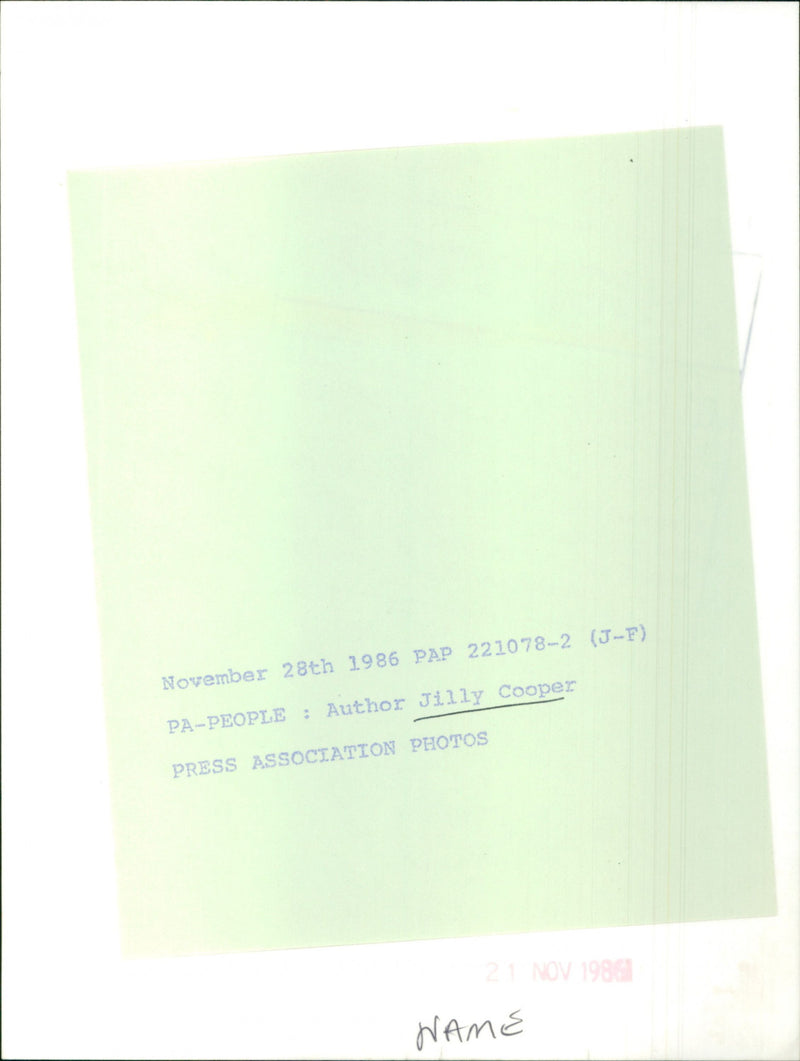 November 28th 1986 PAP 221078-2 (J-F)
PA-PEOPLE : Author Jilly Cooper
PRESS ASSOCIATION PHOTOS
21 NOV 1986
NAME